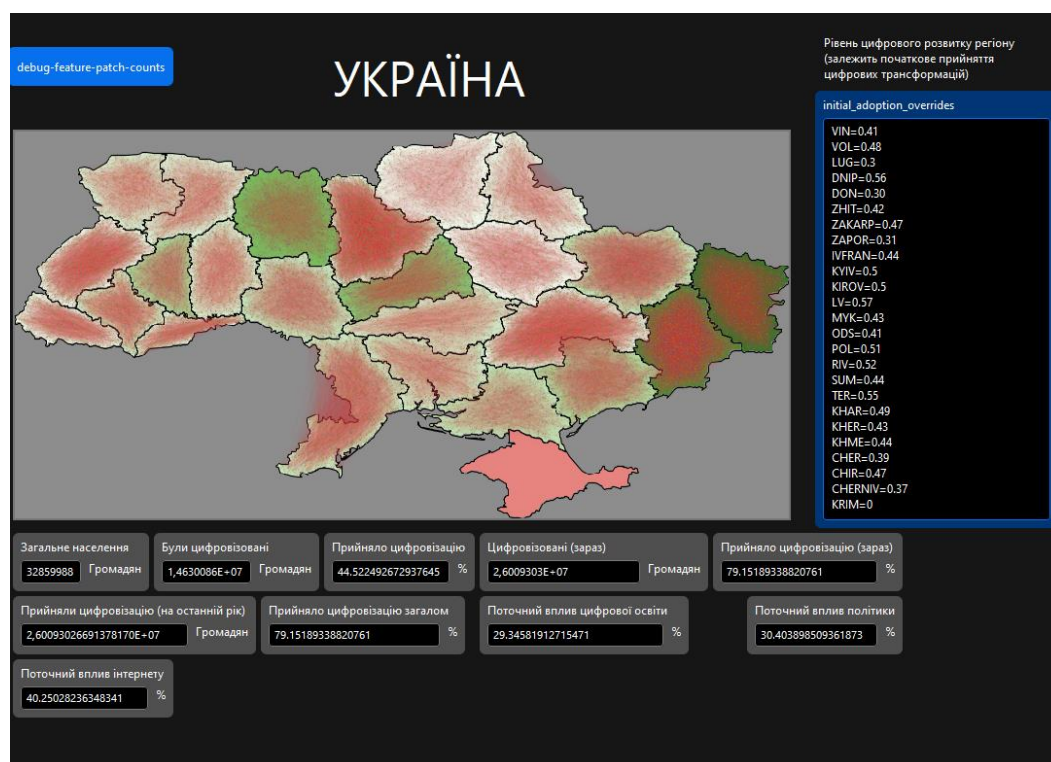 debug-feature-patch-counts
УКРАЇНА
Рівень цифрового розвитку регіону
(залежить початкове прийняття
цифрових трансформацій)
initial_adoption_overrides
VIN=0.41
VOL=0.48
LUG=0.3
DNIP=0.56
DON=0.30
ZHIT=0.42
ZAKARP=0.47
ZAPOR=0.31
IVFRAN=0.44
KYIV=0.5
KIROV=0.5
LV=0.57
MYK=0.43
ODS=0.41
POL=0.51
RIV=0.52
SUM=0.44
TER=0.55
KHAR=0.49
KHER=0.43
KHME=0.44
CHER=0.39
CHIR=0.47
CHERNIV=0.37
KRIM=0
Загальне населення
32859988 Громадян
Були цифровізовані
1,4630086E+07 Громадян
Прийняло цифровізацію
44.522492672937645 %
Цифровізовані (зараз)
2,6009303E+07 Громадян
Прийняло цифровізацію (зараз)
79.15189338820761 %
Прийняли цифровізацію (на останній рік)
2,60093026691378170E+07 Громадян
Прийняло цифровізацію загалом
79.15189338820761 %
Поточний вплив цифрової освіти
29.34581912715471 %
Поточний вплив політики
30.403898509361873 %
Поточний вплив інтернету
40.25028236348341 %